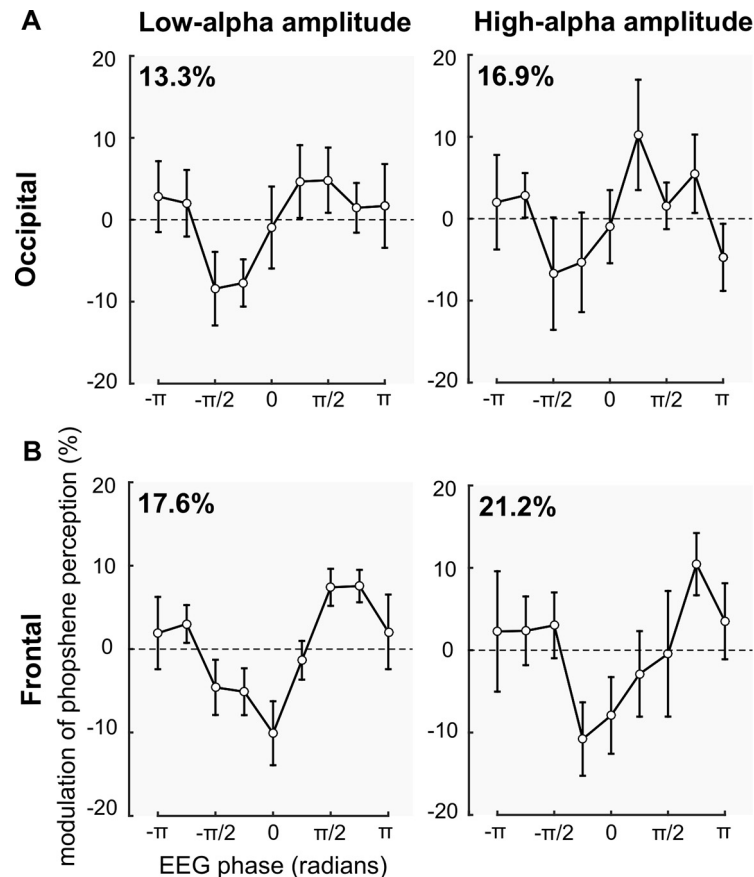 A
Low-alpha amplitude
High-alpha amplitude
Occipital
20
13.3%
10
0
-10
-20
-π
-π/2
0
π/2
π
20
16.9%
10
0
-10
-20
-π
-π/2
0
π/2
π
B
Frontal
modulation of phopshene perception (%)
20
17.6%
10
0
-10
-20
-π
-π/2
0
π/2
π
EEG phase (radians)
20
21.2%
10
0
-10
-20
-π
-π/2
0
π/2
π